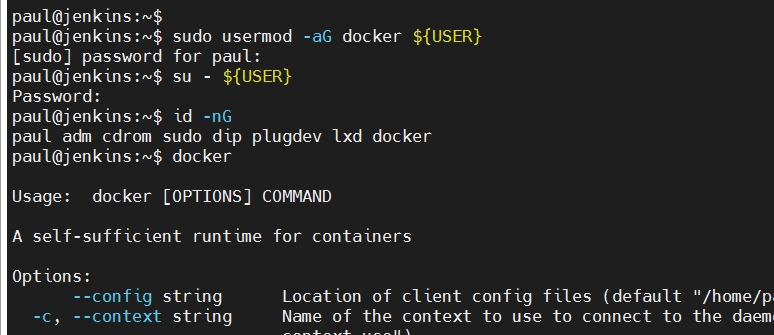 paul@jenkins:~$
paul@jenkins:~$ sudo usermod -aG docker ${USER}
[sudo] password for paul:
paul@jenkins:~$ su - ${USER}
Password:
paul@jenkins:~$ id -nG
paul adm cdrom sudo dip plugdev lxd docker
paul@jenkins:~$ docker
Usage:  docker [OPTIONS] COMMAND
A self-sufficient runtime for containers
Options:
      --config string      Location of client config files (default "/home/pa
  -c, --context string     Name of the context to use to connect to the daem
context use")